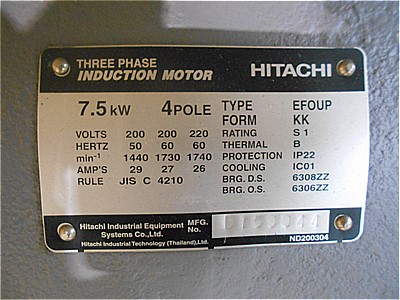 THREE PHASE
INDUCTION MOTOR
HITACHI
7.5 kW 4 POLE
VOLTS 200 200 220
HERTZ 50 60 60
min-1 1440 1730 1740
AMP'S 29 27 26
RULE JIS C 4210
TYPE EFOUP
FORM KK
RATING S 1
THERMAL B
PROTECTION IP22
COOLING IC01
BRG. D.S. 6308ZZ
BRG. O.S. 6306ZZ
Hitachi Industrial Equipment
Systems Co.,Ltd.
Hitachi Industrial Technology (Thailand),Ltd.
MFG.
No.
ND200304